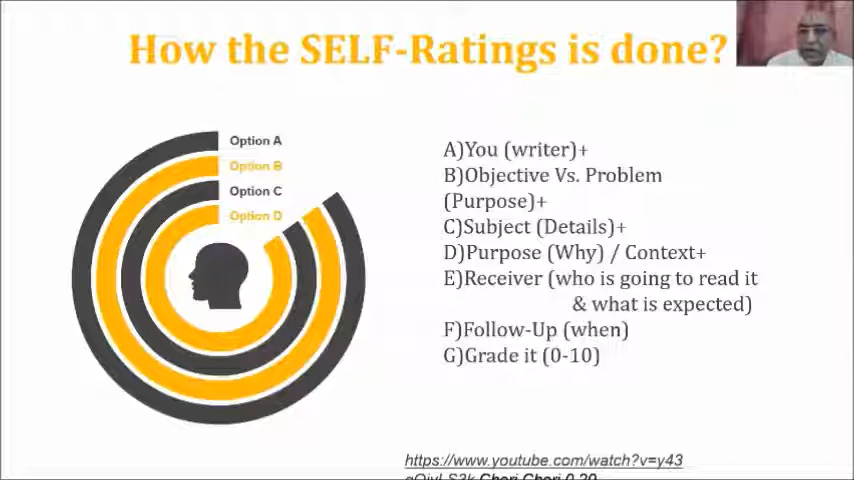 How the SELF-Ratings is done?
Option A
Option B
Option C
Option D
A)You (writer)+
B)Objective Vs. Problem
(Purpose)+
C)Subject (Details)+
D)Purpose (Why) / Context+
E)Receiver (who is going to read it
& what is expected)
F)Follow-Up (when)
G)Grade it (0-10)
https://www.youtube.com/watch?v=y43